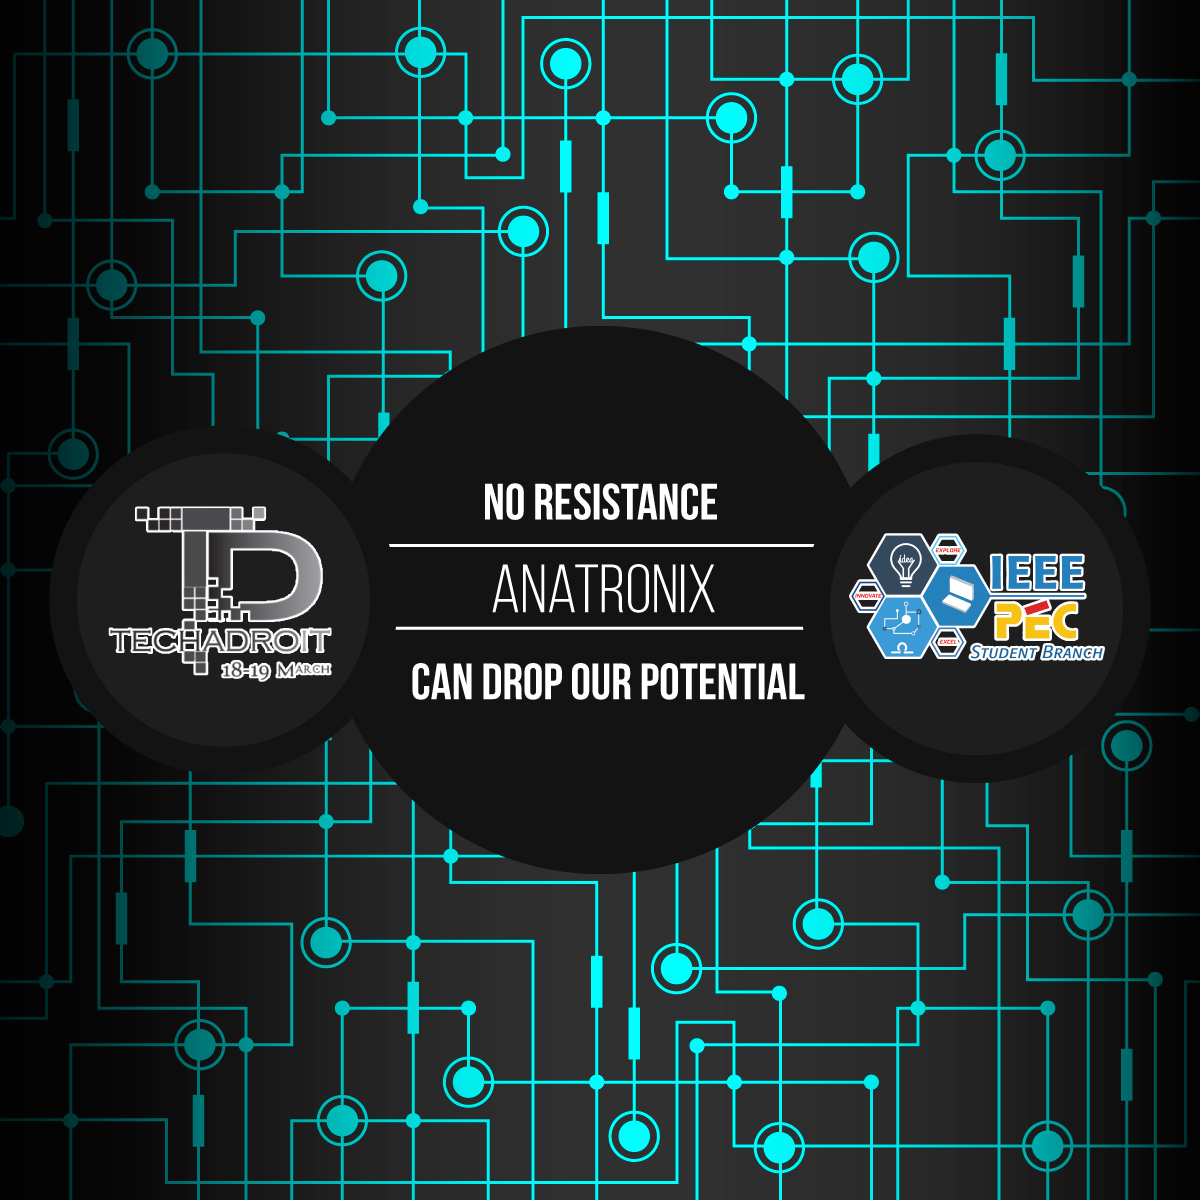 NO RESISTANCE
ANATRONIX
CAN DROP OUR POTENTIAL
TD
TECHADROIT
18-19 MARCH
idea
EXPLORE
INNOVATE
EXCEL
IEEE
PEC
STUDENT BRANCH